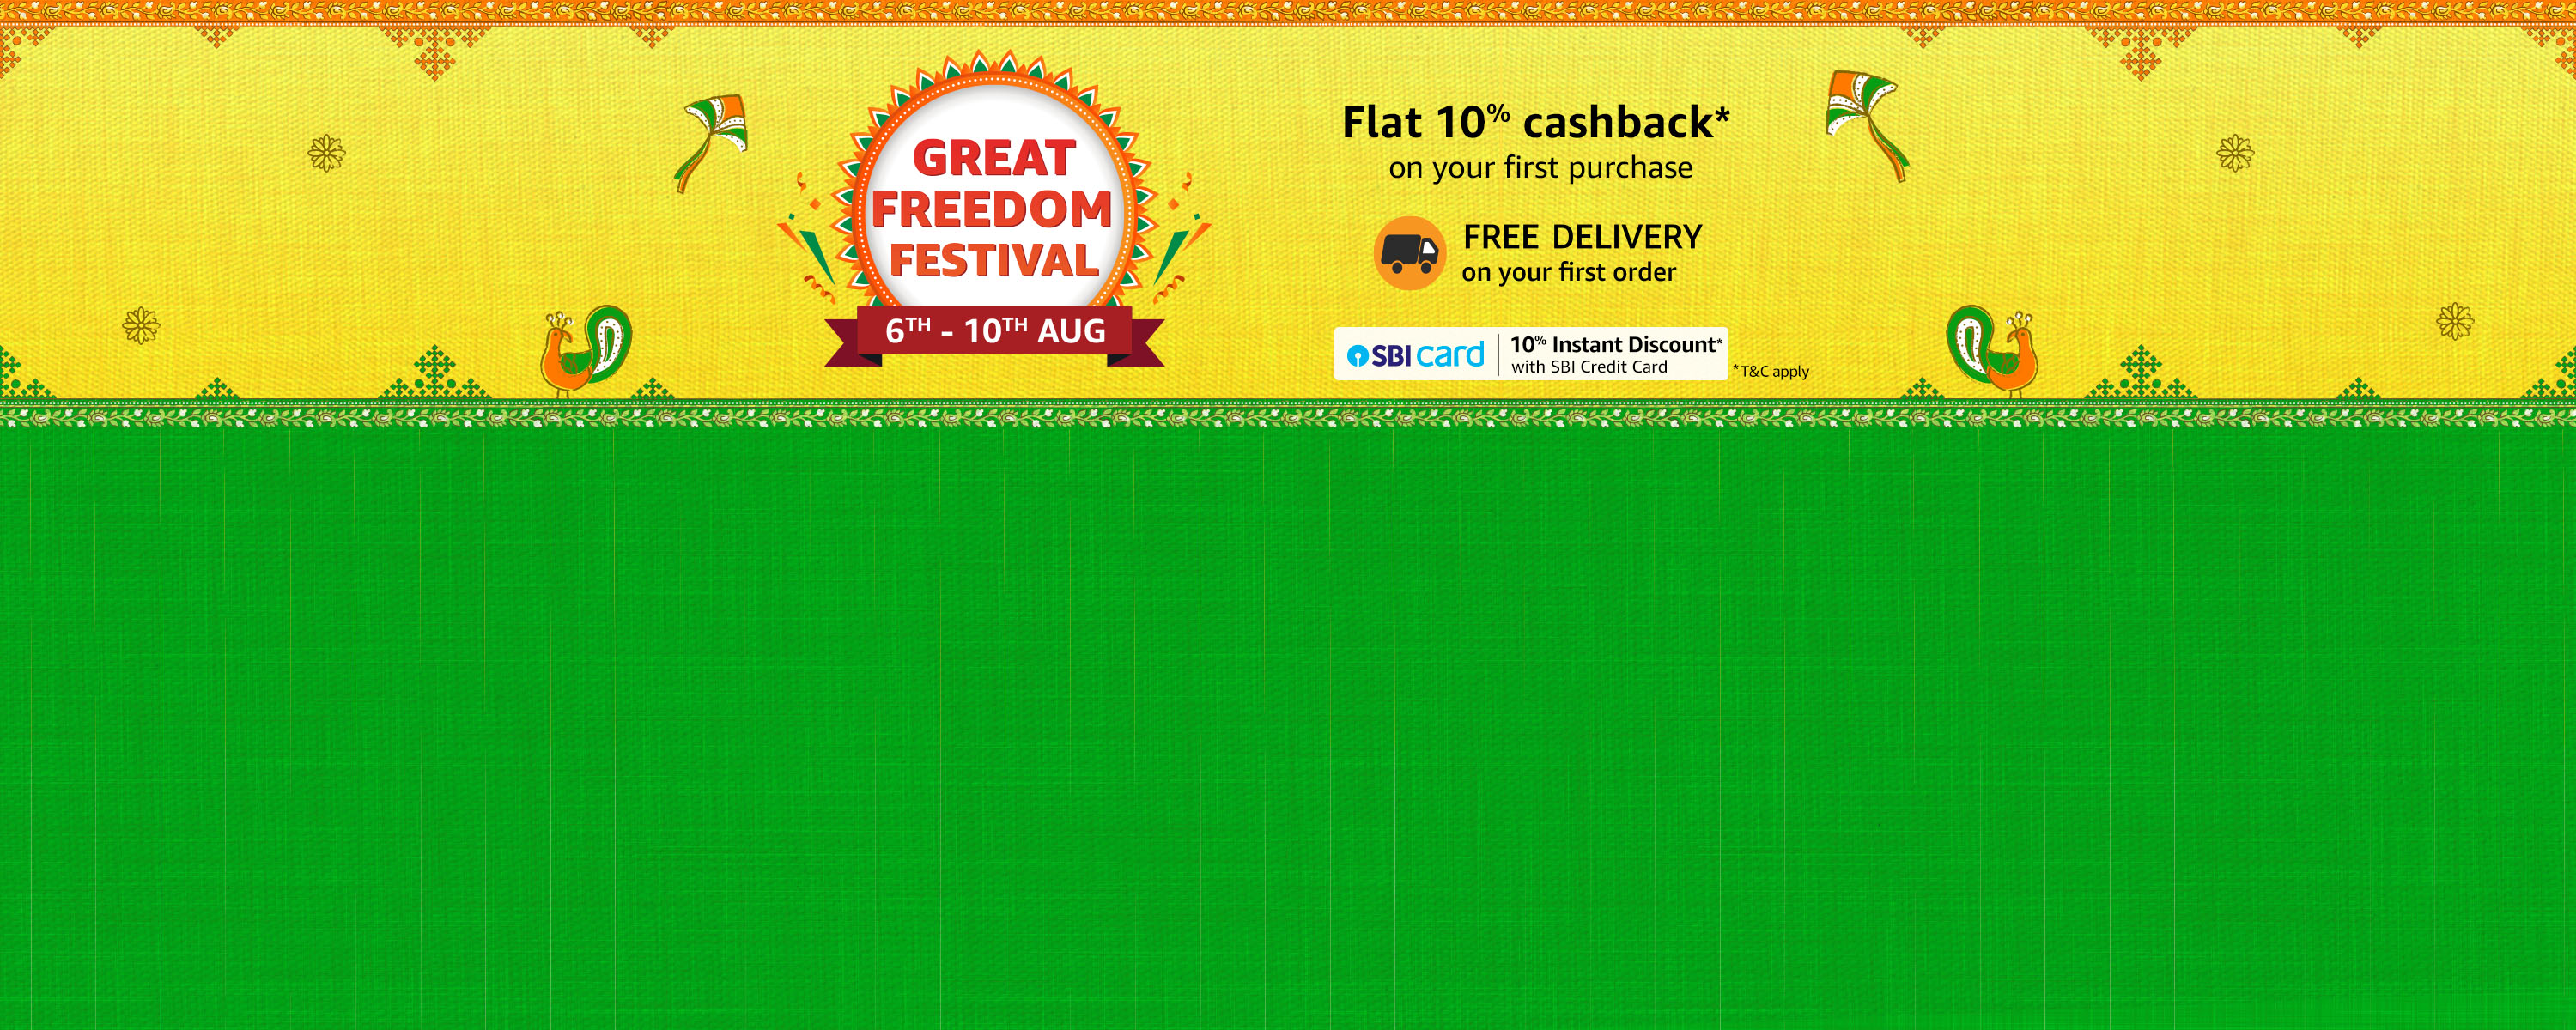 GREAT
FREEDOM
FESTIVAL
6TH - 10TH AUG
Flat 10% cashback*
on your first purchase
FREE DELIVERY
on your first order
SBI card
10% Instant Discount*
with SBI Credit Card
*T&C apply